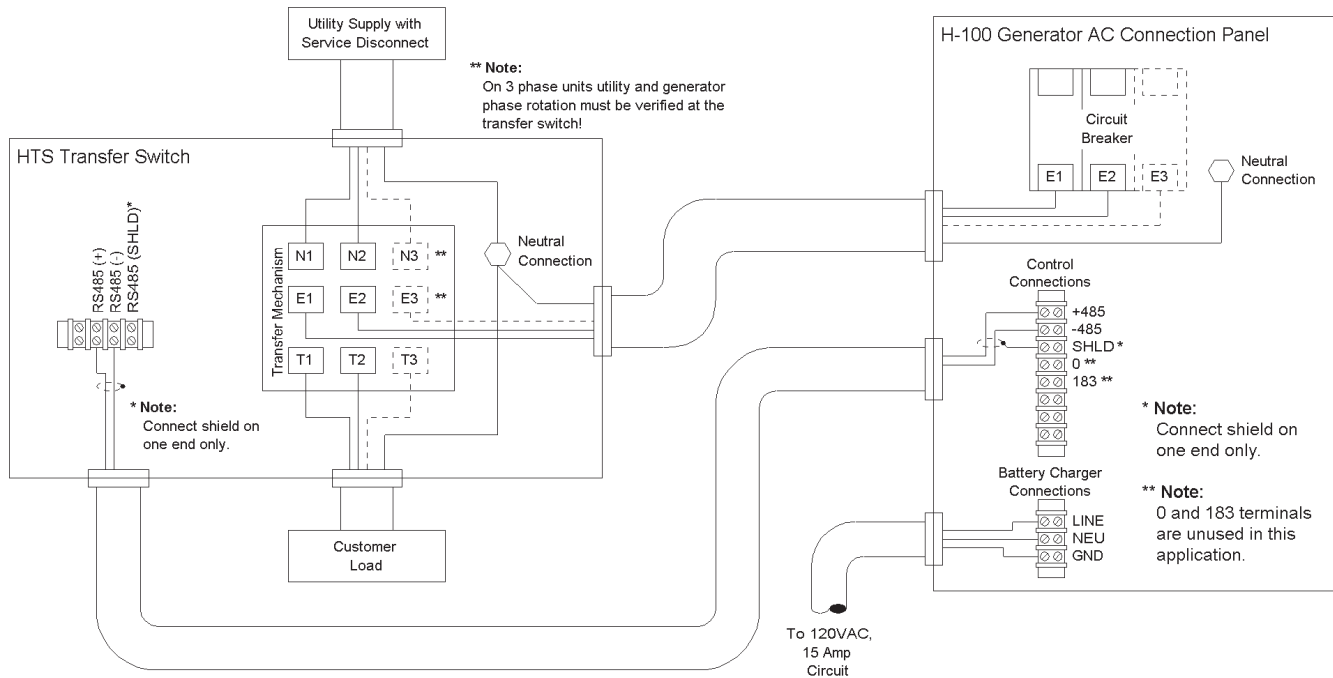 Utility Supply with
Service Disconnect
** Note:
On 3 phase units utility and generator
phase rotation must be verified at the
transfer switch!
HTS Transfer Switch
RS485 (+)
RS485 (-)
RS485 (SHLD)*
* Note:
Connect shield on
one end only.
Transfer Mechanism
N1 N2 N3 **
E1 E2 E3 **
T1 T2 T3
Neutral
Connection
Customer
Load
H-100 Generator AC Connection Panel
Circuit
Breaker
E1 E2 E3
Neutral
Connection
Control
Connections
+485
-485
SHLD *
0 **
183 **
* Note:
Connect shield on
one end only.
** Note:
0 and 183 terminals
are unused in this
application.
Battery Charger
Connections
LINE
NEU
GND
To 120VAC,
15 Amp
Circuit